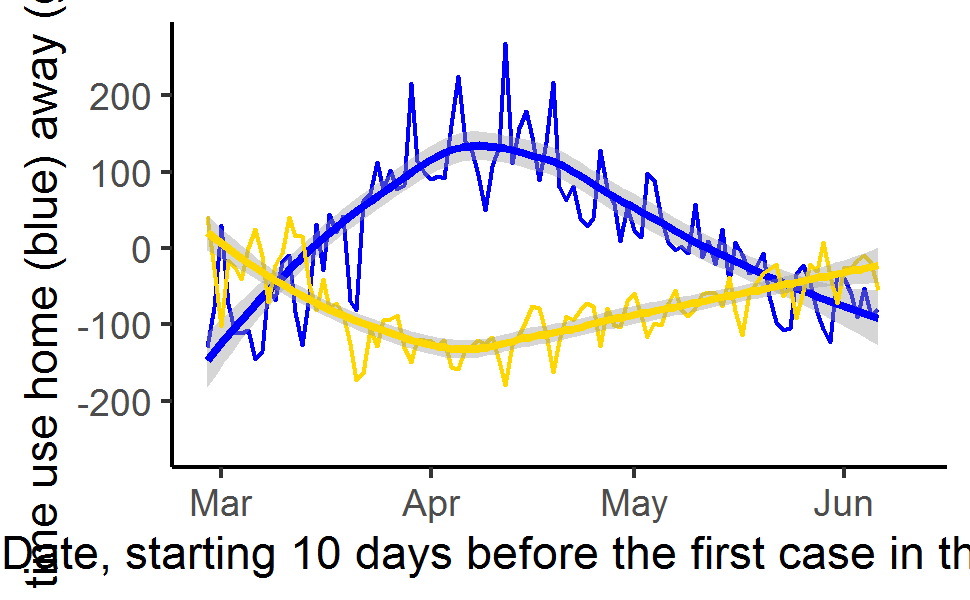 time use home (blue) away (
200
100
0
-100
-200
Mar Apr May Jun
Date, starting 10 days before the first case in th